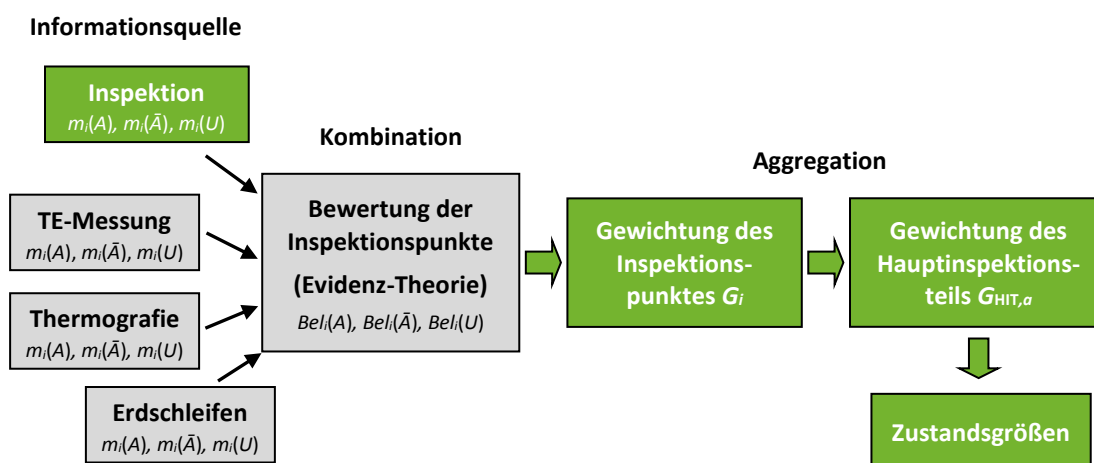 Informationsquelle
Inspektion
mᵢ(A), mᵢ(Ā), mᵢ(U)
TE-Messung
mᵢ(A), mᵢ(Ā), mᵢ(U)
Thermografie
mᵢ(A), mᵢ(Ā), mᵢ(U)
Erdschleifen
mᵢ(A), mᵢ(Ā), mᵢ(U)
Kombination
Bewertung der
Inspektionspunkte
(Evidenz-Theorie)
Belᵢ(A), Belᵢ(Ā), Belᵢ(U)
Aggregation
Gewichtung des
Inspektions-
punktes Gᵢ
Gewichtung des
Hauptinspektions-
teils G_HIT,a
Zustandsgrößen